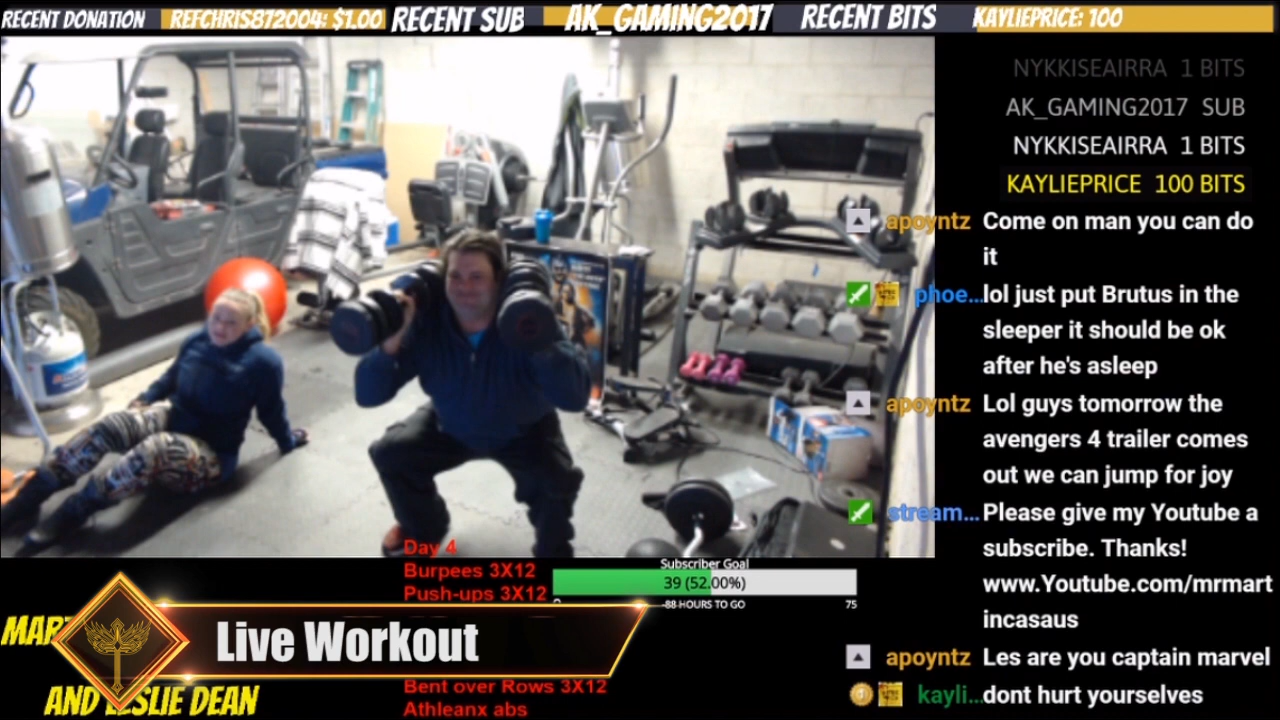 RECENT DONATION REFCHRIS872004: $1.00 RECENT SUB AK_GAMING2017 RECENT BITS KAYLIEPRICE: 100
NYKKISEAIRRA 1 BITS
AK_GAMING2017 SUB
NYKKISEAIRRA 1 BITS
KAYLIEPRICE 100 BITS
apoyntz Come on man you can do
it
phoe... lol just put Brutus in the
sleeper it should be ok
after he's asleep
apoyntz Lol guys tomorrow the
avengers 4 trailer comes
out we can jump for joy
stream... Please give my Youtube a
subscribe. Thanks!
www.Youtube.com/mrmart
incasaus
apoyntz Les are you captain marvel
kayli... dont hurt yourselves
Day 4
Burpees 3X12
Push-ups 3X12
Subscriber Goal
39 (52.00%)
-88 HOURS TO GO 75
Live Workout
AND LESLIE DEAN
Bent over Rows 3X12
Athleanx abs